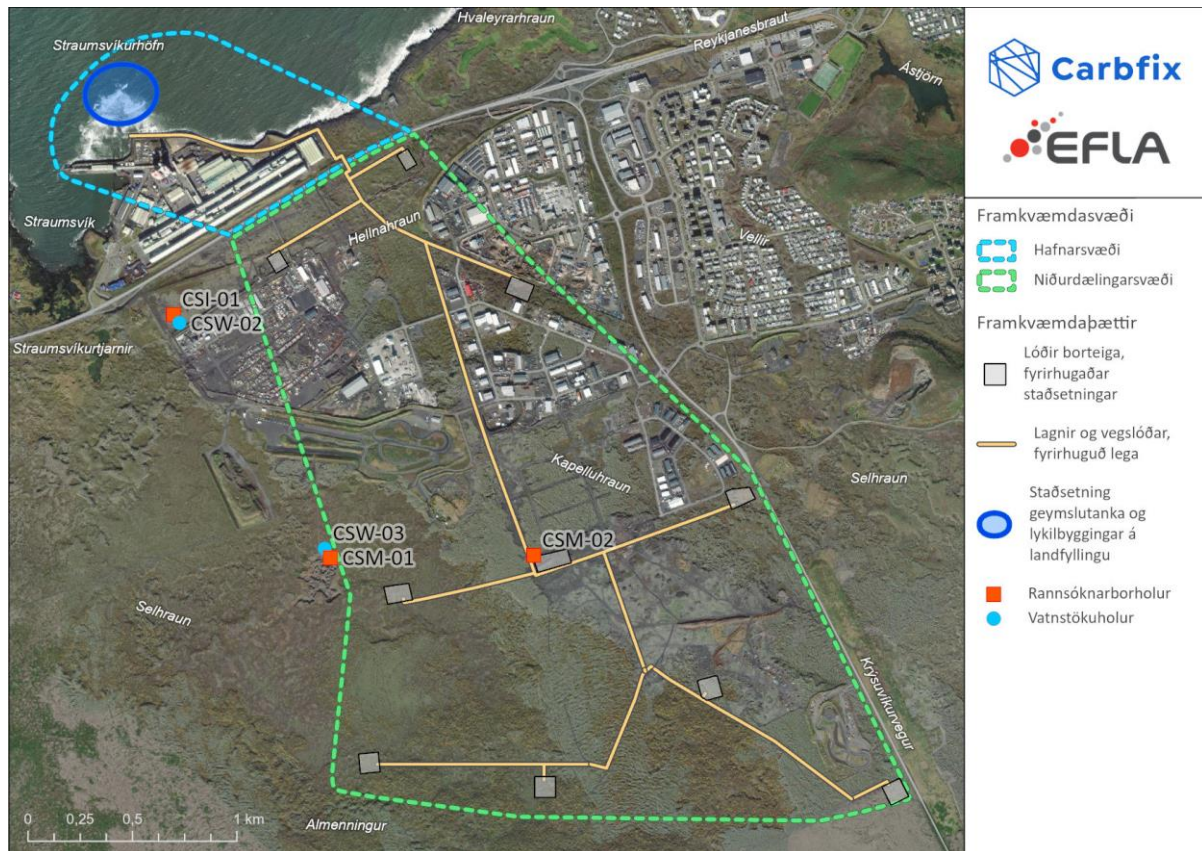 Straumsvíkurhöfn
Hvaleyrarhraun
Reykjanesbraut
Ástjörn
Straumsvík
Hellnahraun
Vellir
CSI-01
CSW-02
Straumsvíkurtjarnir
Kapelluhraun
Selhraun
CSW-03
CSM-01
CSM-02
Selhraun
Krýsuvíkurvegur
Almenningur
0 0,5 1 km
Carbfix
EFLA
Framkvæmdasvæði
Hafnarsvæði
Niðurdælingarsvæði
Framkvæmdaþættir
Lóðir borteiga,
fyrirhugaðar
staðsetningar
Lagnir og vegslóðar,
fyrirhuguð lega
Staðsetning
geymslutanka og
lykilbyggingar á
landfyllingu
Rannsóknarborholur
Vatnstökuholur